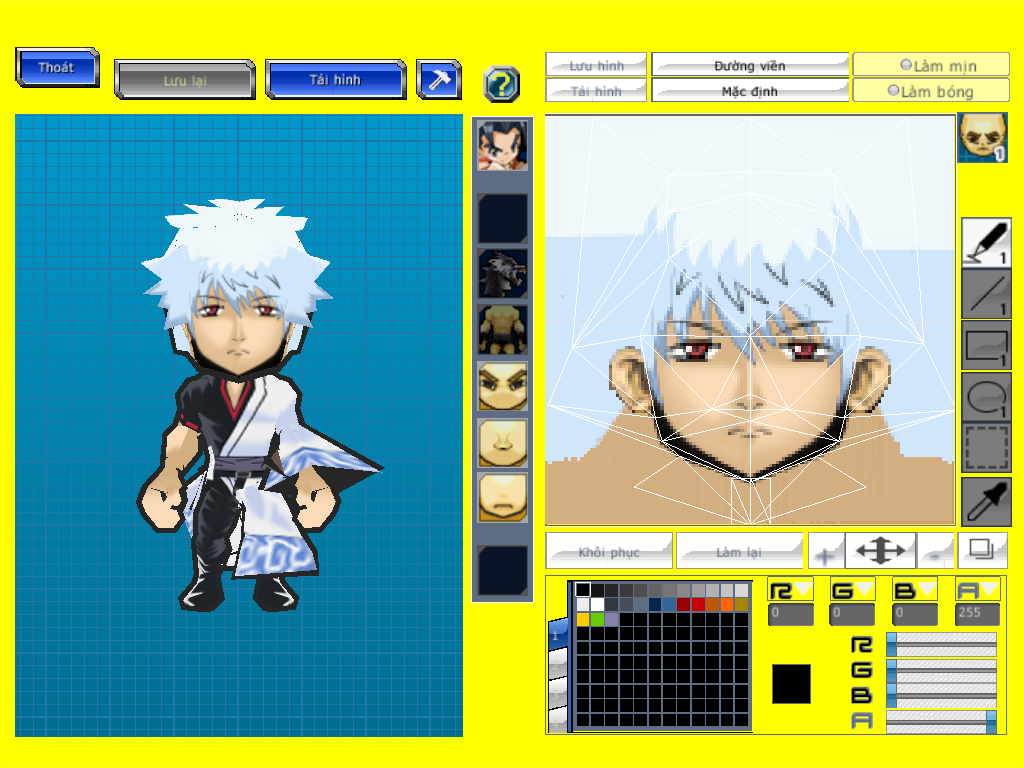 Thoát
Lưu lại
Tải hình
?
Lưu hình
Đường viền
Làm mịn
Tải hình
Mặc định
Làm bóng
1
1
1
1
1
Khôi phục
Làm lại
+
-
1
R G B A
0 0 0 255
R
G
B
A